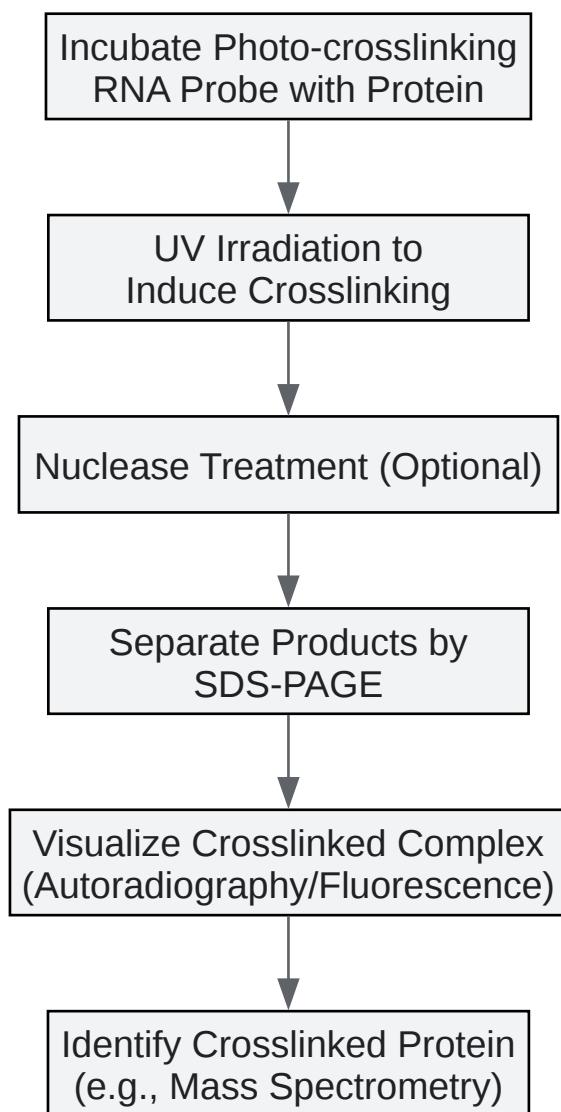 Incubate Photo-crosslinking
RNA Probe with Protein
UV Irradiation to
Induce Crosslinking
Nuclease Treatment (Optional)
Separate Products by
SDS-PAGE
Visualize Crosslinked Complex
(Autoradiography/Fluorescence)
Identify Crosslinked Protein
(e.g., Mass Spectrometry)